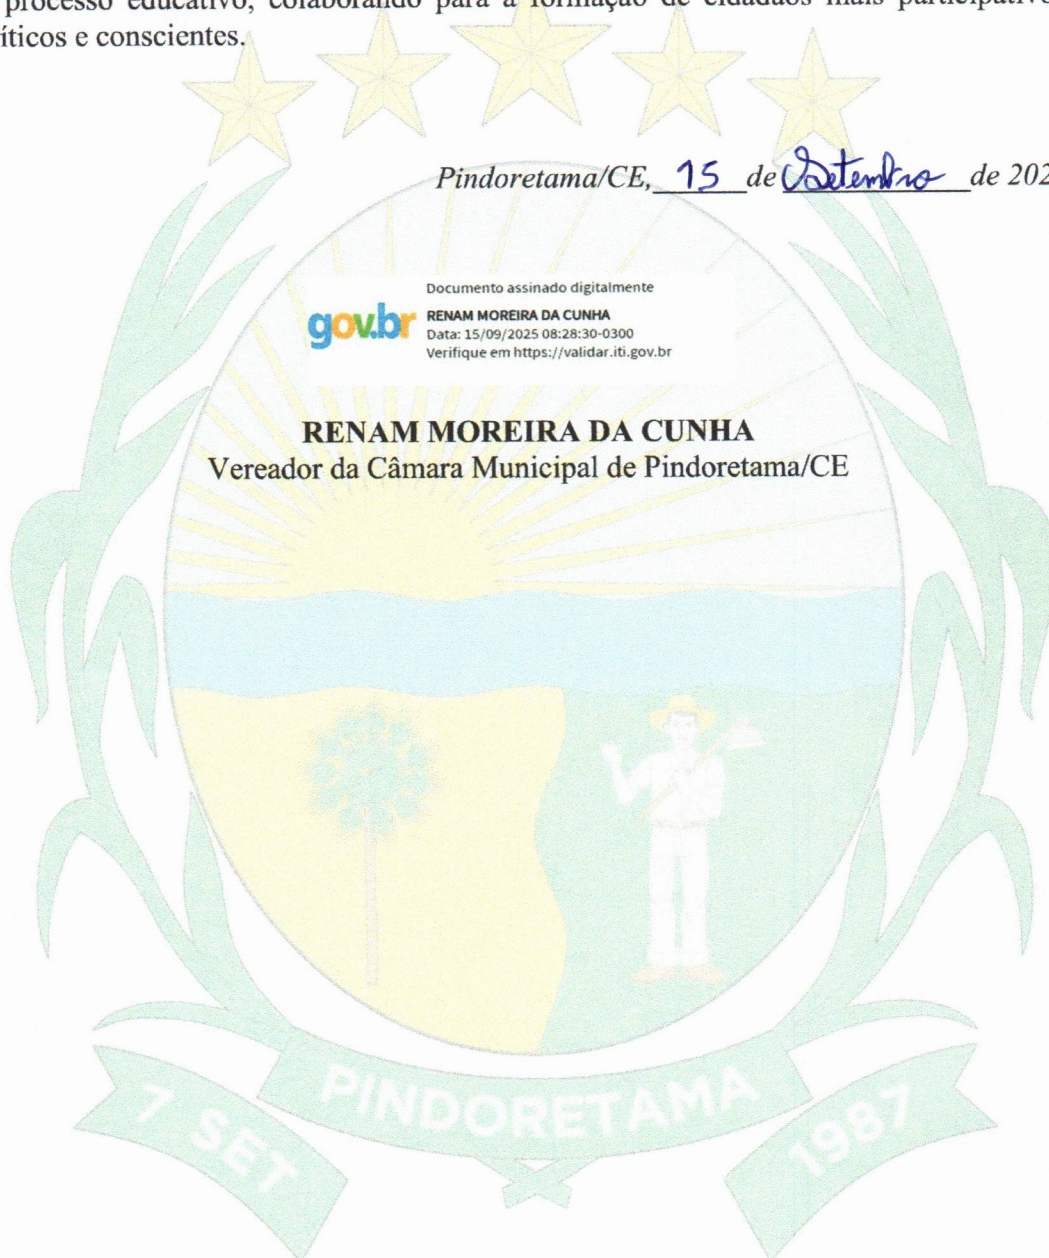 processo educativo, colaborando para a formação de cidadãos mais participativo
íticos e conscientes.
Pindoretama/CE, 15 de Setembro de 202
Documento assinado digitalmente
gov.br
RENAM MOREIRA DA CUNHA
Data: 15/09/2025 08:28:30-0300
Verifique em https://validar.iti.gov.br
RENAM MOREIRA DA CUNHA
Vereador da Câmara Municipal de Pindoretama/CE
7 SET
PINDORETAMA
1987